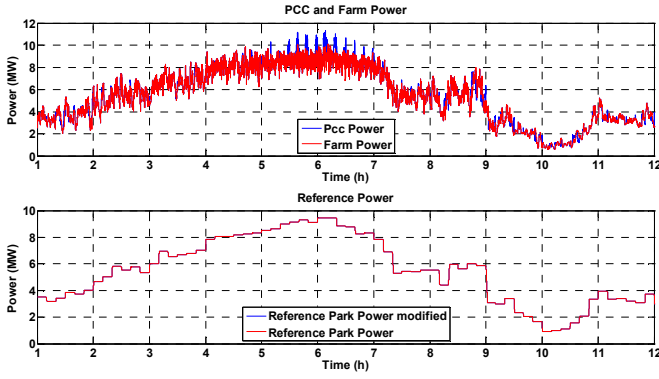 PCC and Farm Power
Power (MW)
12
10
8
6
4
2
0
Pcc Power
Farm Power
1 2 3 4 5 6 7 8 9 10 11 12
Time (h)
Reference Power
Power (MW)
10
8
6
4
2
0
Reference Park Power modified
Reference Park Power
1 2 3 4 5 6 7 8 9 10 11 12
Time (h)